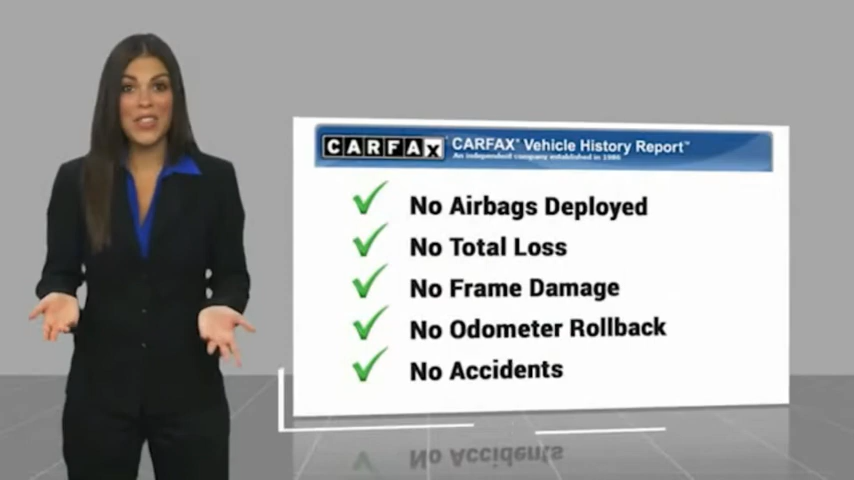 CARFAX CARFAX® Vehicle History Report™
An independent company established in 1986
No Airbags Deployed
No Total Loss
No Frame Damage
No Odometer Rollback
No Accidents
No Accidents